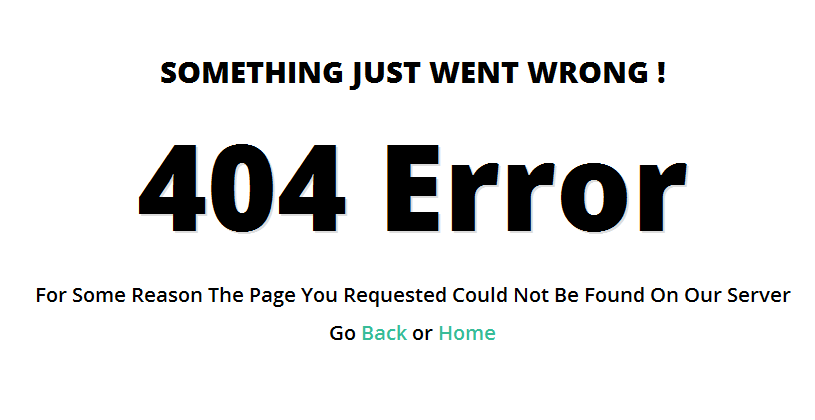 SOMETHING JUST WENT WRONG !
404 Error
For Some Reason The Page You Requested Could Not Be Found On Our Server
Go Back or Home